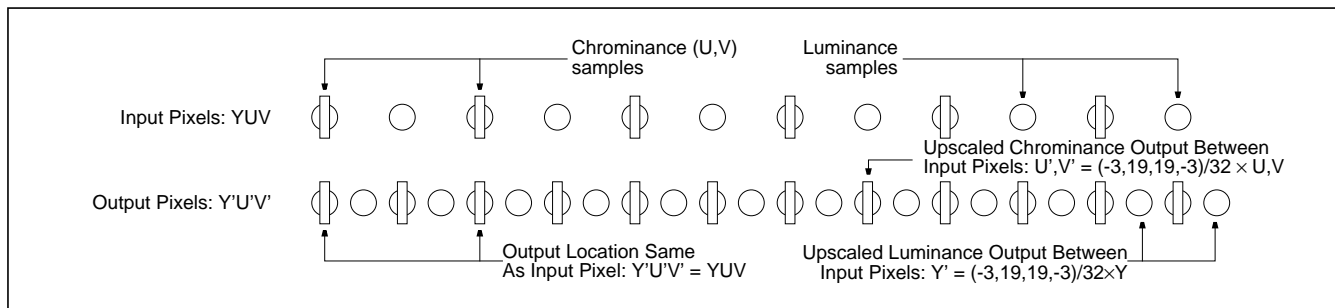 Chrominance (U,V)
samples
Luminance
samples
Input Pixels: YUV
Upscaled Chrominance Output Between
Input Pixels: U',V' = (-3,19,19,-3)/32 × U,V
Output Pixels: Y'U'V'
Output Location Same
As Input Pixel: Y'U'V' = YUV
Upscaled Luminance Output Between
Input Pixels: Y' = (-3,19,19,-3)/32×Y